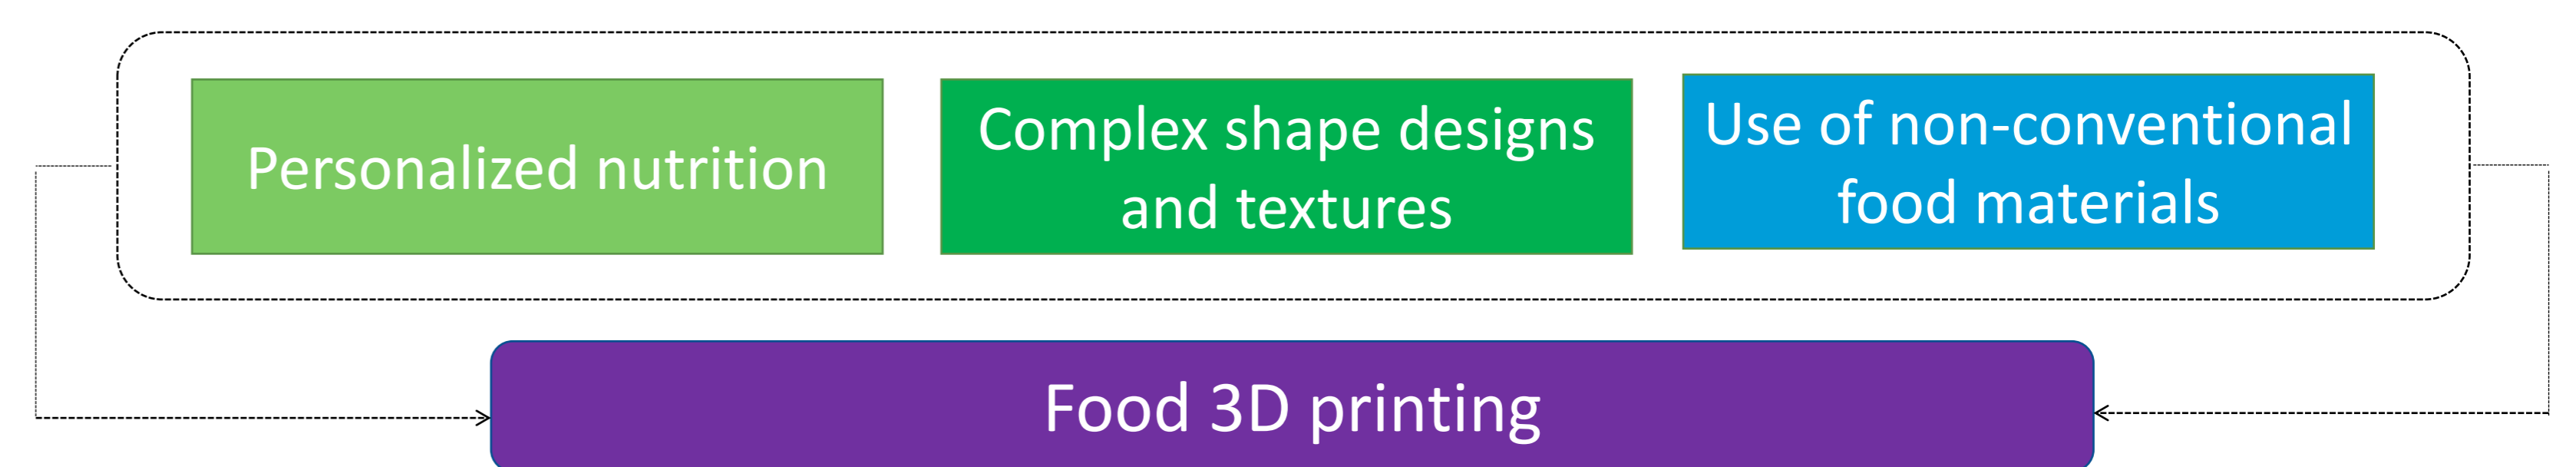 Personalized nutrition
Complex shape designs
and textures
Use of non-conventional
food materials
Food 3D printing